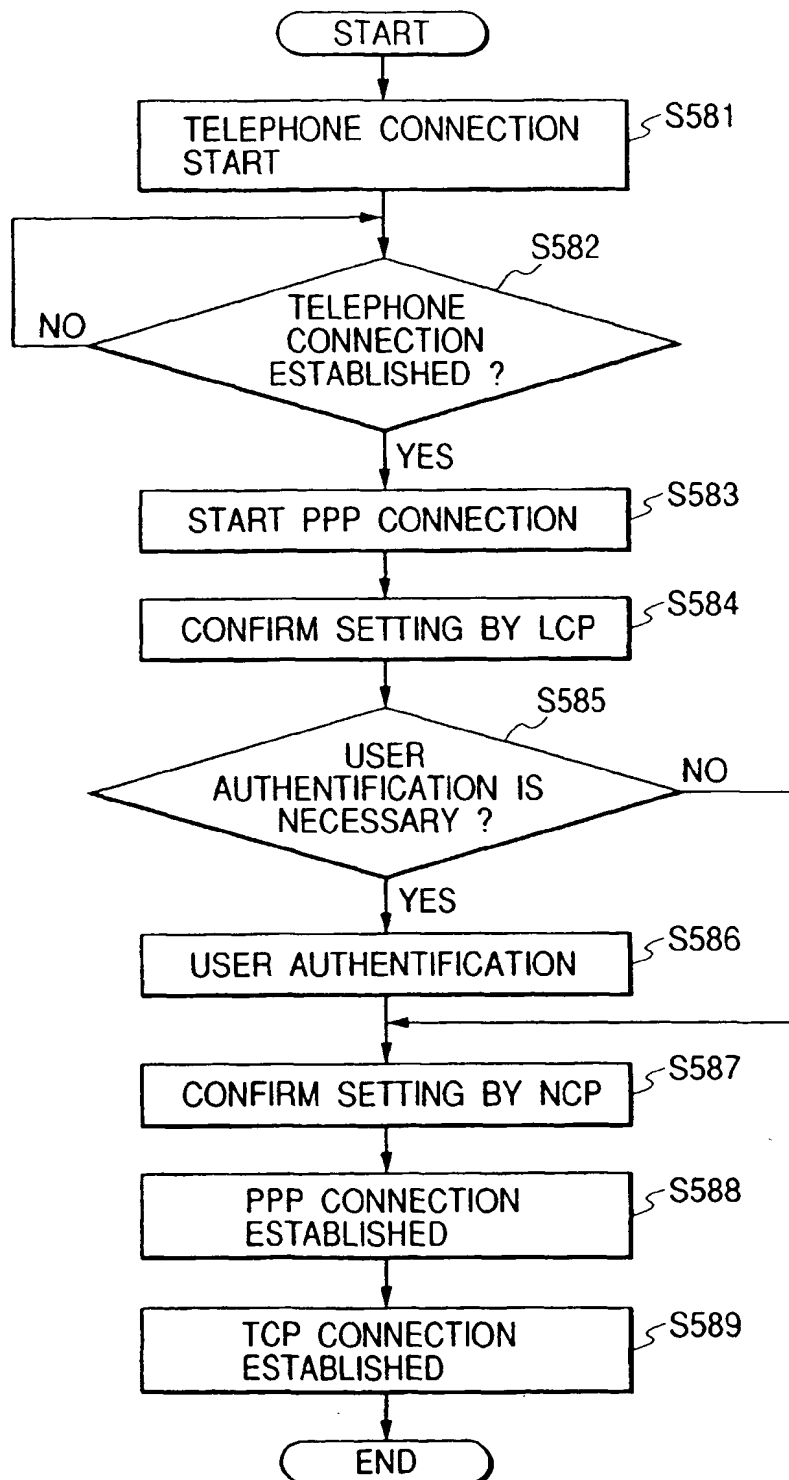 START
TELEPHONE CONNECTION
START
S581
S582
TELEPHONE
CONNECTION
ESTABLISHED ?
NO
YES
START PPP CONNECTION
S583
CONFIRM SETTING BY LCP
S584
S585
USER
AUTHENTIFICATION IS
NECESSARY ?
NO
YES
USER AUTHENTIFICATION
S586
CONFIRM SETTING BY NCP
S587
PPP CONNECTION
ESTABLISHED
S588
TCP CONNECTION
ESTABLISHED
S589
END